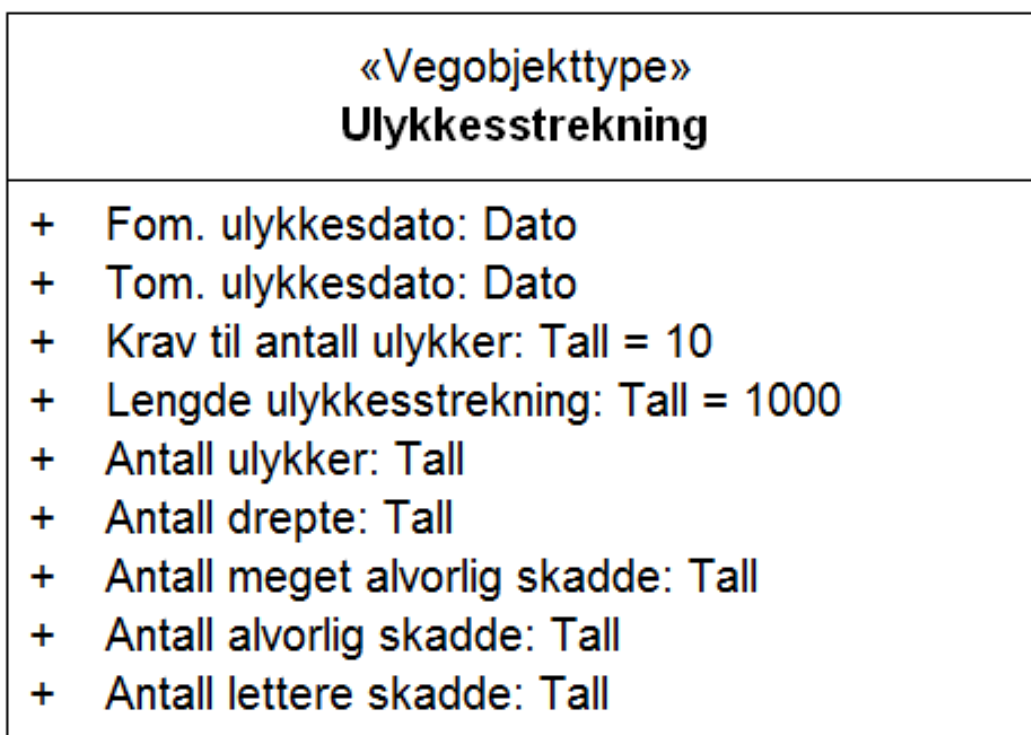 «Vegobjekttype»
Ulykkesstrekning
+ Fom. ulykkesdato: Dato
+ Tom. ulykkesdato: Dato
+ Krav til antall ulykker: Tall = 10
+ Lengde ulykkesstrekning: Tall = 1000
+ Antall ulykker: Tall
+ Antall drepte: Tall
+ Antall meget alvorlig skadde: Tall
+ Antall alvorlig skadde: Tall
+ Antall lettere skadde: Tall